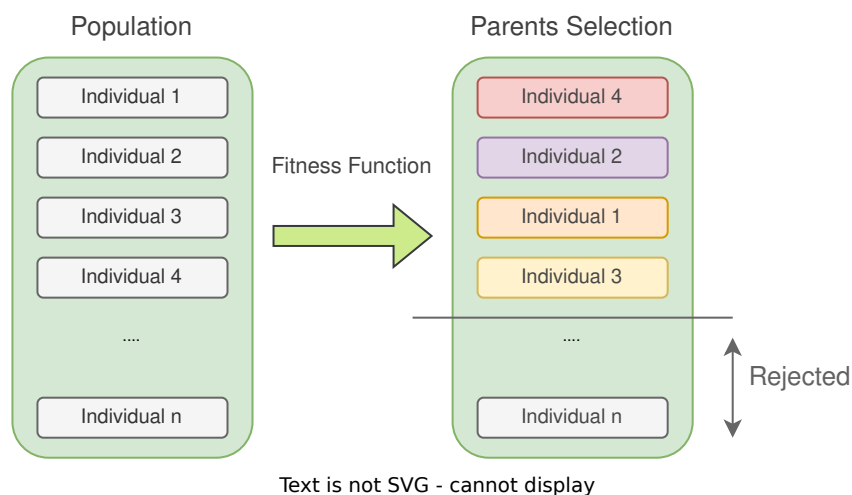 Population
Individual 1
Individual 2
Individual 3
Individual 4
....
Individual n
Fitness Function
Parents Selection
Individual 4
Individual 2
Individual 1
Individual 3
....
Individual n
Rejected
Text is not SVG - cannot display